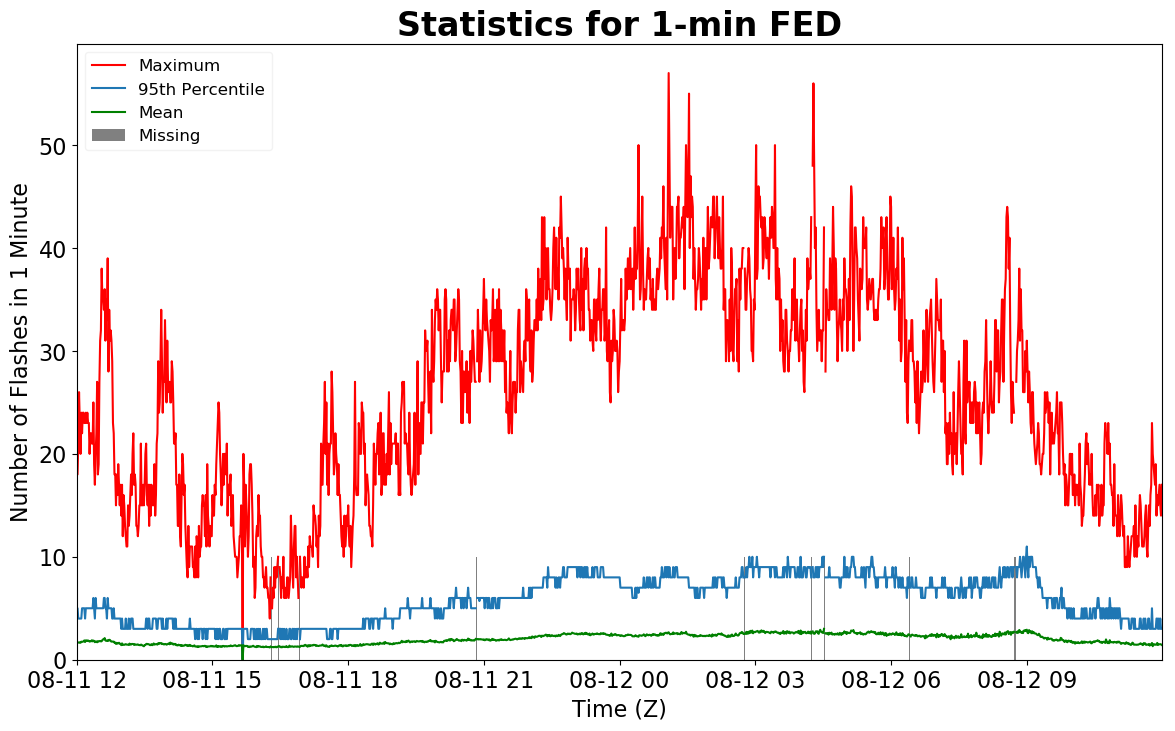 Statistics for 1-min FED
Maximum
95th Percentile
Mean
Missing
Number of Flashes in 1 Minute
50
40
30
20
10
0
08-11 12 08-11 15 08-11 18 08-11 21 08-12 00 08-12 03 08-12 06 08-12 09
Time (Z)